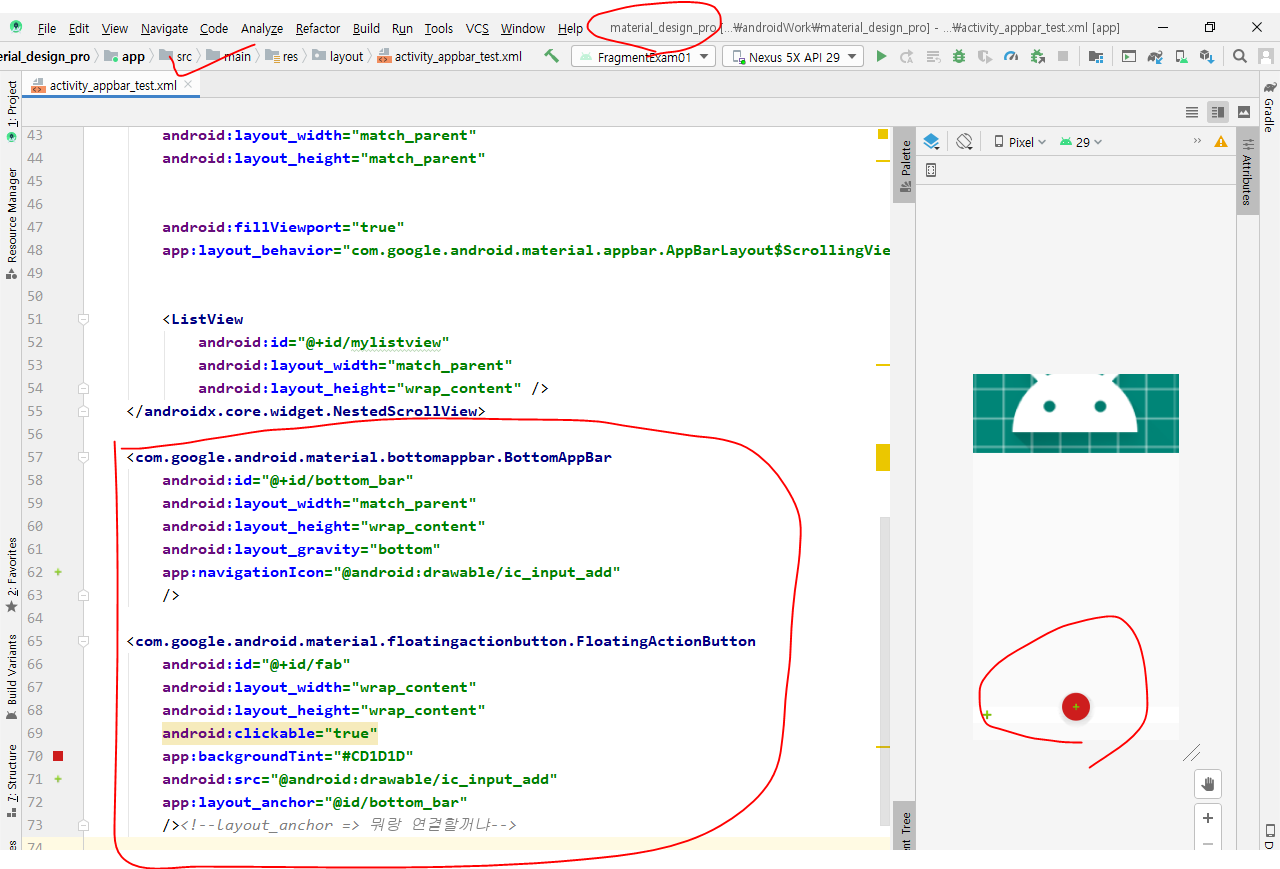 File Edit View Navigate Code Analyze Refactor Build Run Tools VCS Window Help material_design_pro [...₩androidWork₩material_design_pro] - ...₩activity_appbar_test.xml [app]
erial_design_pro app src main res layout activity_appbar_test.xml FragmentExam01 Nexus 5X API 29
activity_appbar_test.xml
1: Project
Resource Manager
2: Favorites
Build Variants
7: Structure
43 android:layout_width="match_parent"
44 android:layout_height="match_parent"
45
46
47 android:fillViewport="true"
48 app:layout_behavior="com.google.android.material.appbar.AppBarLayout$ScrollingVie
49
50
51 <ListView
52 android:id="@+id/mylistview"
53 android:layout_width="match_parent"
54 android:layout_height="wrap_content" />
55 </androidx.core.widget.NestedScrollView>
56
57 <com.google.android.material.bottomappbar.BottomAppBar
58 android:id="@+id/bottom_bar"
59 android:layout_width="match_parent"
60 android:layout_height="wrap_content"
61 android:layout_gravity="bottom"
62 app:navigationIcon="@android:drawable/ic_input_add"
63 />
64
65 <com.google.android.material.floatingactionbutton.FloatingActionButton
66 android:id="@+id/fab"
67 android:layout_width="wrap_content"
68 android:layout_height="wrap_content"
69 android:clickable="true"
70 app:backgroundTint="#CD1D1D"
71 android:src="@android:drawable/ic_input_add"
72 app:layout_anchor="@id/bottom_bar"
73 /><!--layout_anchor => 뭐랑 연결할꺼냐-->
74
Palette
nt Tree
Pixel 29
Attributes
Gradle